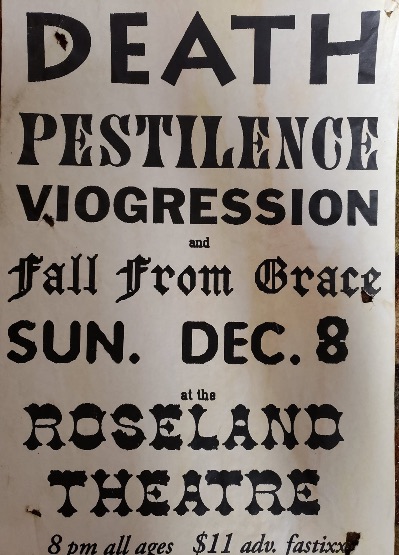 DEATH
PESTILENCE
VIOGRESSION
and
Fall From Grace
SUN. DEC. 8
at the
ROSELAND
THEATRE
8 pm all ages $11 adv. fastixx